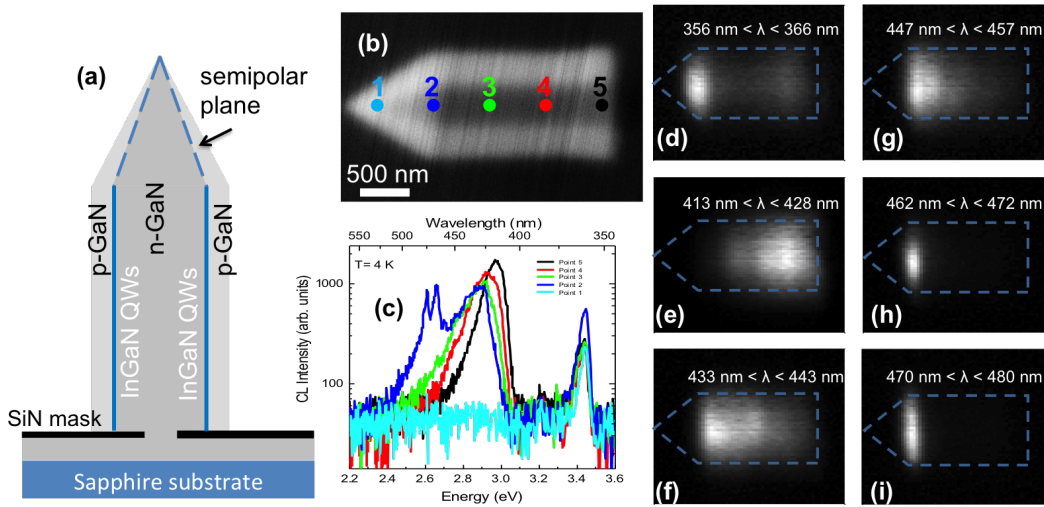 (a)
semipolar
plane
p-GaN
n-GaN
p-GaN
InGaN QWs
InGaN QWs
SiN mask
Sapphire substrate
(b)
1
2
3
4
5
500 nm
Wavelength (nm)
550 500 450 400 350
T= 4 K
(c)
Point 5
Point 4
Point 3
Point 2
Point 1
CL Intensity (arb. units)
1000
100
2.2 2.4 2.6 2.8 3.0 3.2 3.4 3.6
Energy (eV)
356 nm < λ < 366 nm
(d)
413 nm < λ < 428 nm
(e)
433 nm < λ < 443 nm
(f)
447 nm < λ < 457 nm
(g)
462 nm < λ < 472 nm
(h)
470 nm < λ < 480 nm
(i)